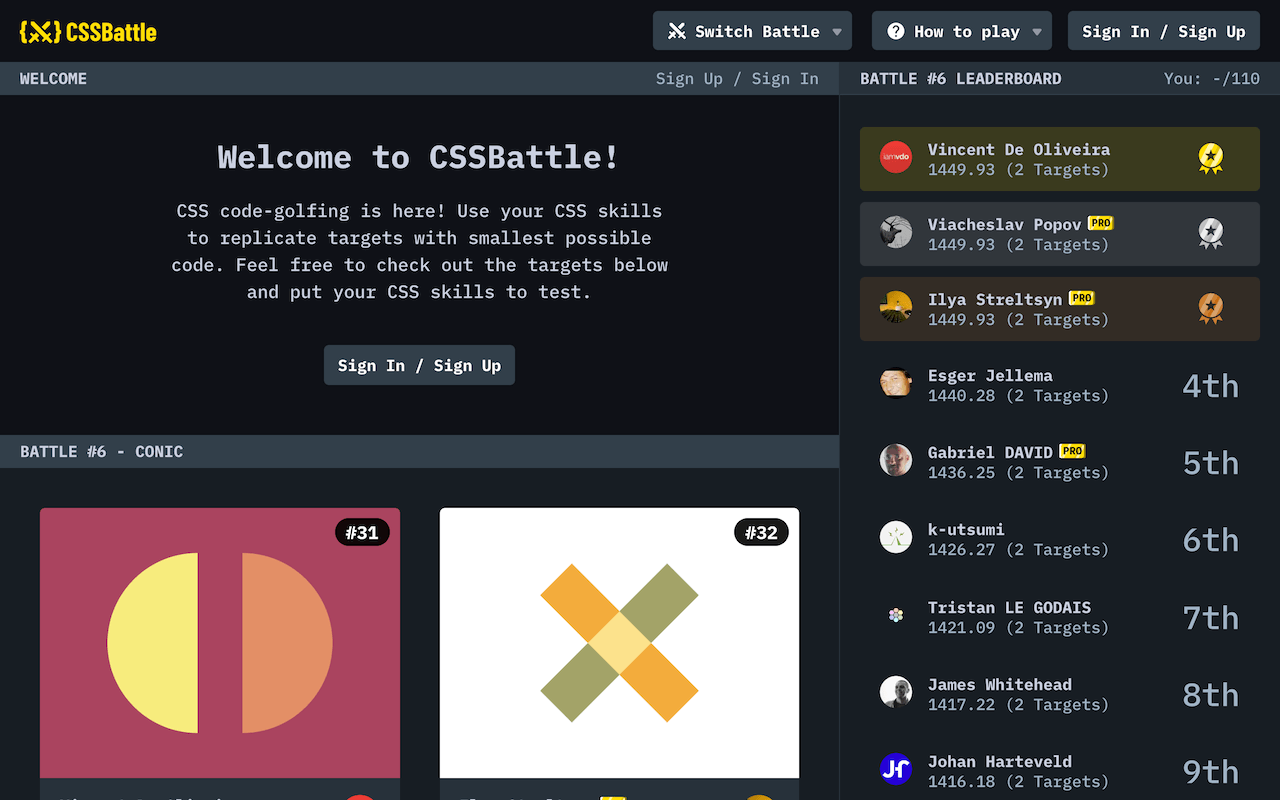 {⚔} CSSBattle
Switch Battle
How to play
Sign In / Sign Up
WELCOME
Sign Up / Sign In
Welcome to CSSBattle!
CSS code-golfing is here! Use your CSS skills
to replicate targets with smallest possible
code. Feel free to check out the targets below
and put your CSS skills to test.
Sign In / Sign Up
BATTLE #6 - CONIC
#31
#32
BATTLE #6 LEADERBOARD
You: -/110
iamvdo
Vincent De Oliveira
1449.93 (2 Targets)
Viacheslav Popov PRO
1449.93 (2 Targets)
Ilya Streltsyn PRO
1449.93 (2 Targets)
Esger Jellema
1440.28 (2 Targets)
4th
Gabriel DAVID PRO
1436.25 (2 Targets)
5th
k-utsumi
1426.27 (2 Targets)
6th
Tristan LE GODAIS
1421.09 (2 Targets)
7th
James Whitehead
1417.22 (2 Targets)
8th
Johan Harteveld
1416.18 (2 Targets)
9th